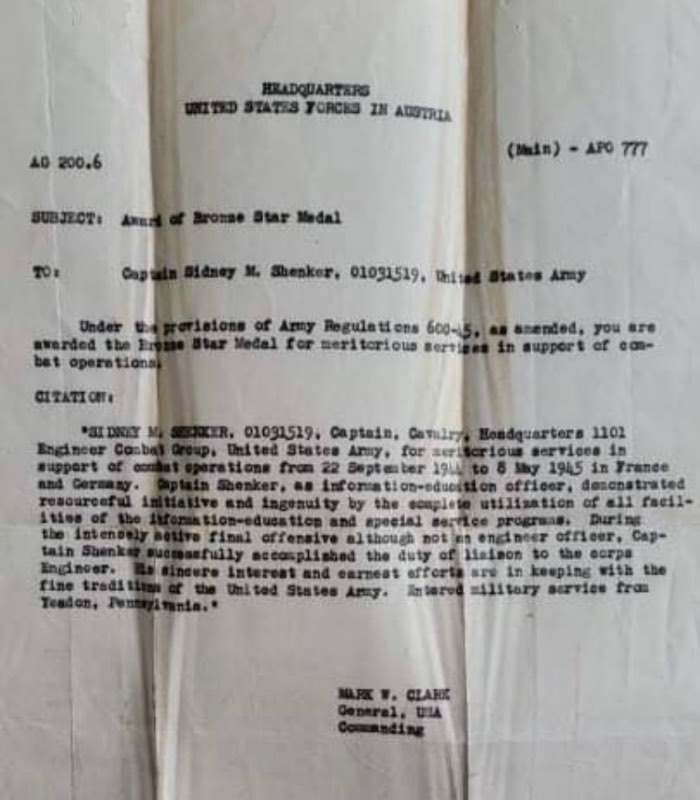 HEADQUARTERS
UNITED STATES FORCES IN AUSTRIA
(Main) - APO 777
AG 200.6
SUBJECT: Award of Bronze Star Medal
TO: Captain Sidney M. Shenker, 01031519, United States Army
Under the provisions of Army Regulations 600-45, as amended, you are
awarded the Bronze Star Medal for meritorious services in support of com-
bat operations.
CITATION:
"SIDNEY M. SHENKER, 01031519, Captain, Cavalry, Headquarters 1101
Engineer Combat Group, United States Army, for meritorious services in
support of combat operations from 22 September 1944 to 8 May 1945 in France
and Germany. Captain Shenker, as information-education officer, demonstrated
resourceful initiative and ingenuity by the complete utilization of all facil-
ities of the iformation-education and special service programs. During
the intensely active final offensive although not an engineer officer, Cap-
tain Shenker successfully accomplished the duty of liaison to the corps
Engineer. His sincere interest and earnest efforts are in keeping with the
fine traditions of the United States Army. Entered military service from
Yeadon, Pennsylvania."
MARK W. CLARK
General, USA
Commanding